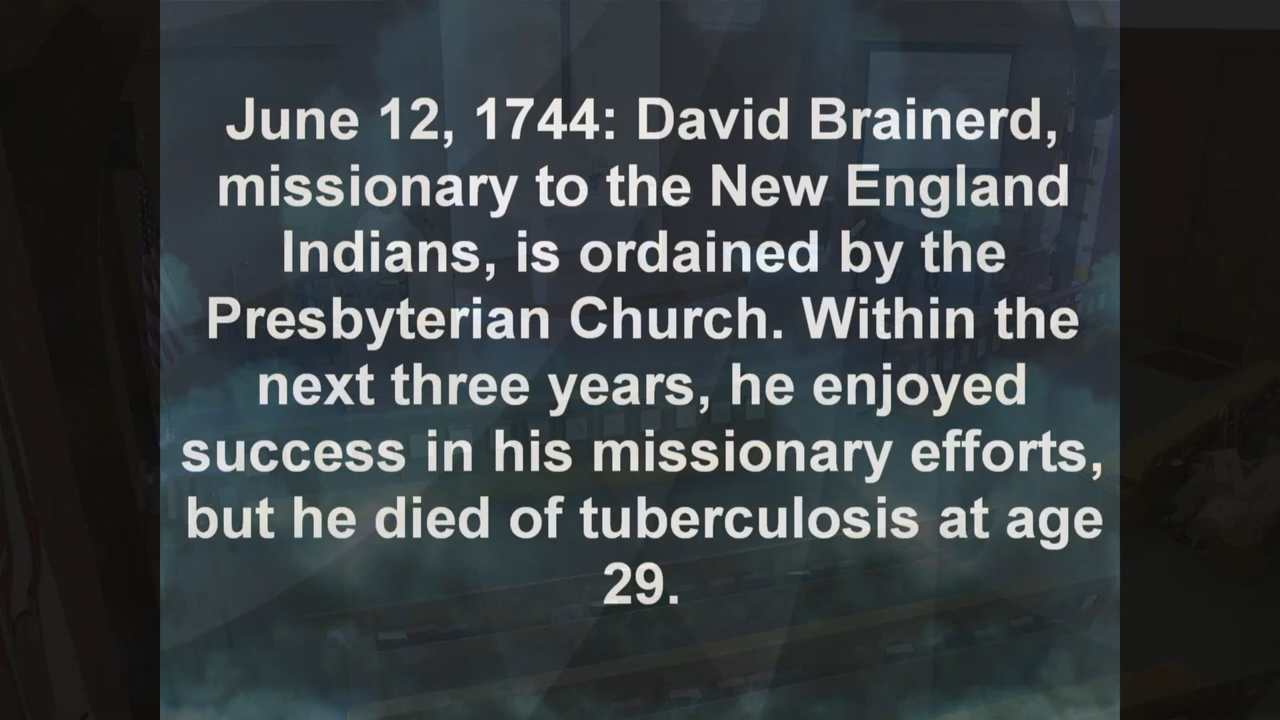 June 12, 1744: David Brainerd,
missionary to the New England
Indians, is ordained by the
Presbyterian Church. Within the
next three years, he enjoyed
success in his missionary efforts,
but he died of tuberculosis at age
29.